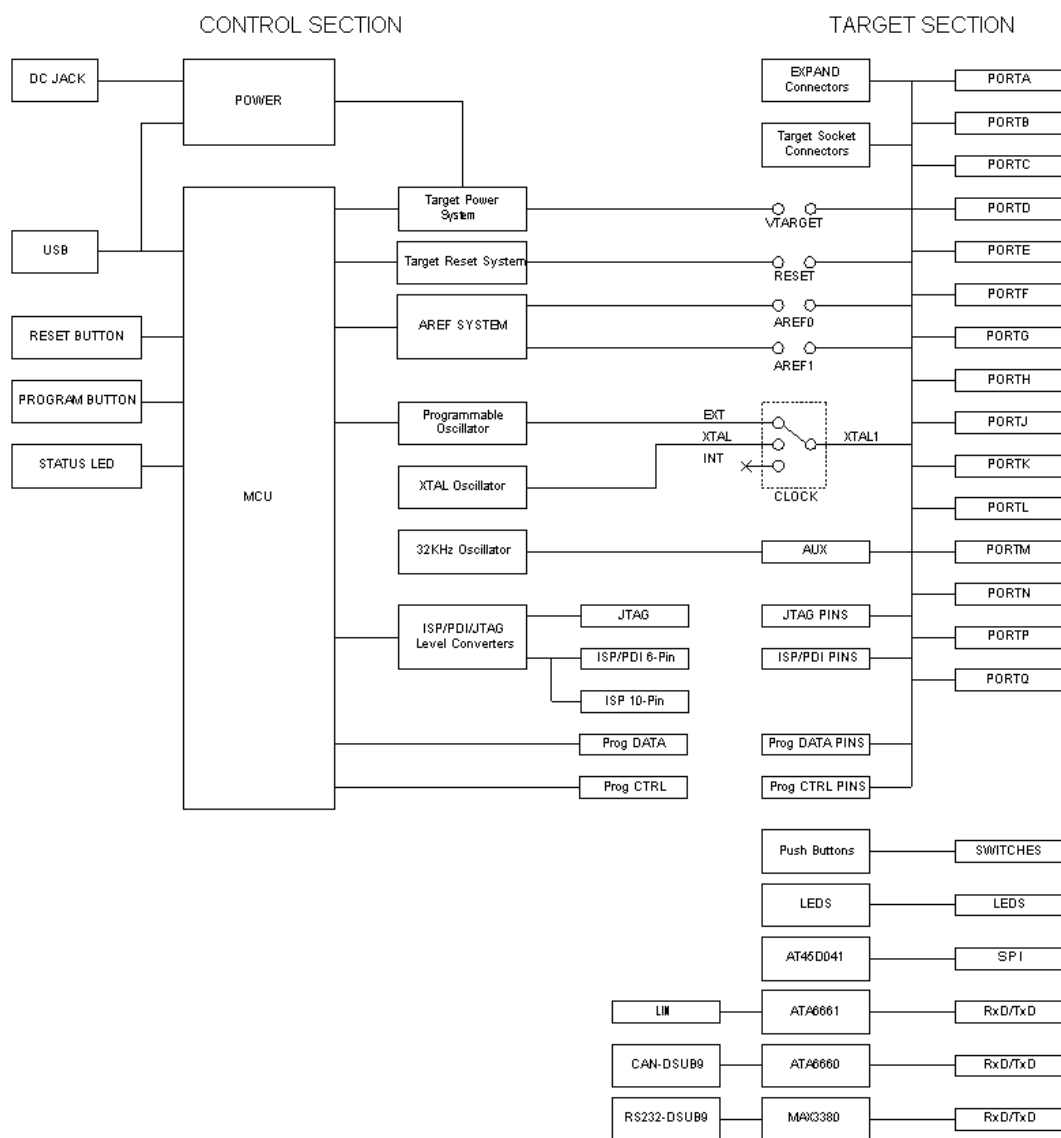 CONTROL SECTION
TARGET SECTION
DC JACK
POWER
EXPAND
Connectors
PORTA
PORTB
Target Socket
Connectors
PORTC
Target Power
System
VTARGET
PORTD
USB
Target Reset System
RESET
PORTE
AREF SYSTEM
AREF0
PORTF
RESET BUTTON
AREF1
PORTG
PORTH
PROGRAM BUTTON
Programmable
Oscillator
EXT
XTAL
INT
XTAL1
CLOCK
PORTJ
STATUS LED
MCU
XTAL Oscillator
PORTK
PORTL
32KHz Oscillator
AUX
PORTM
PORTN
ISP/PDI/JTAG
Level Converters
JTAG
JTAG PINS
PORTP
ISP/PDI 6-Pin
ISP/PDI PINS
PORTQ
ISP 10-Pin
Prog DATA
Prog DATA PINS
Prog CTRL
Prog CTRL PINS
Push Buttons
SWITCHES
LEDS
LEDS
AT45D041
SPI
LIN
ATA6661
RxD/TxD
CAN-DSUB9
ATA6660
RxD/TxD
RS232-DSUB9
MAX3380
RxD/TxD